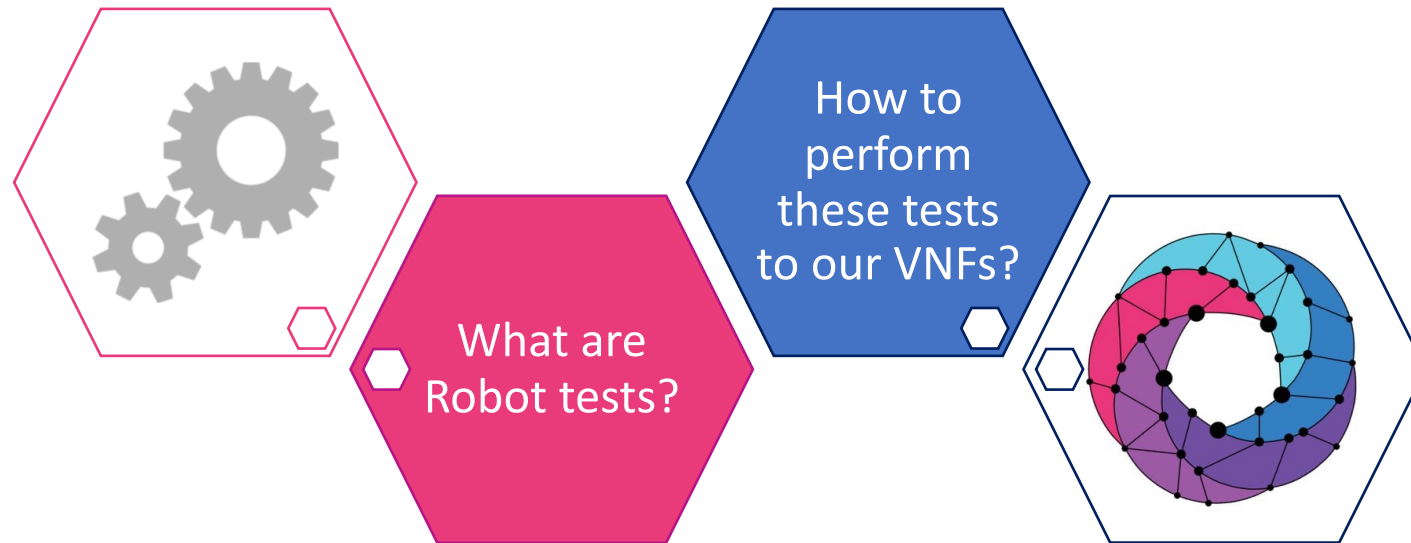 What are
Robot tests?
How to
perform
these tests
to our VNFs?